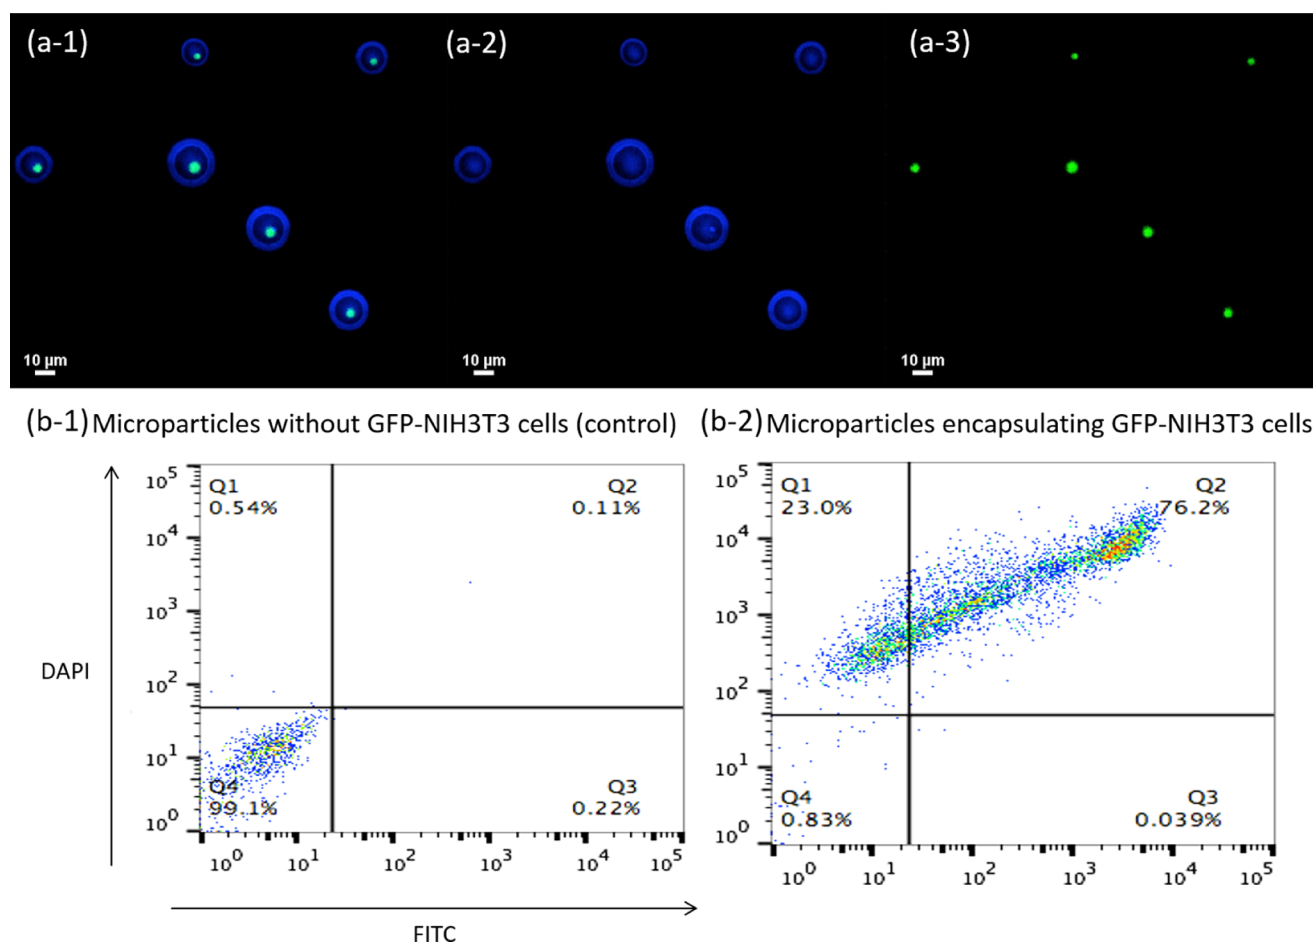 (a-1) (a-2) (a-3)
10 µm 10 µm 10 µm
(b-1) Microparticles without GFP-NIH3T3 cells (control) (b-2) Microparticles encapsulating GFP-NIH3T3 cells
10^5 Q1 Q2 10^5 Q1 Q2
0.54% 0.11% 23.0% 76.2%
10^4 10^4
10^3 10^3
DAPI
10^2 10^2
10^1 10^1
Q4 Q3 Q4 Q3
99.1% 0.22% 0.83% 0.039%
10^0 10^0
10^0 10^1 10^2 10^3 10^4 10^5 10^0 10^1 10^2 10^3 10^4 10^5
FITC